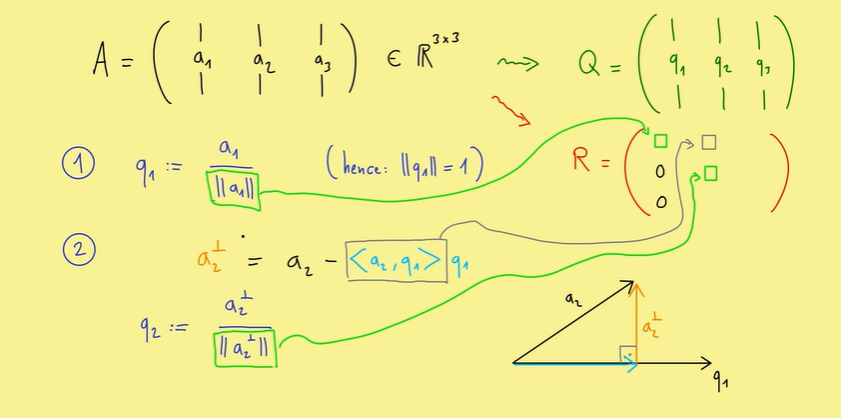 A = ( a₁ a₂ a₃ ) ∈ ℝ³ˣ³ ⇝ Q = ( q₁ q₂ q₃ )
① q₁ := a₁ / ||a₁|| (hence: ||q₁|| = 1)
R = ( □ □
0 □
0 )
② a₂^⊥ = a₂ - <a₂, q₁> q₁
q₂ := a₂^⊥ / ||a₂^⊥||
a₂
a₂^⊥
q₁